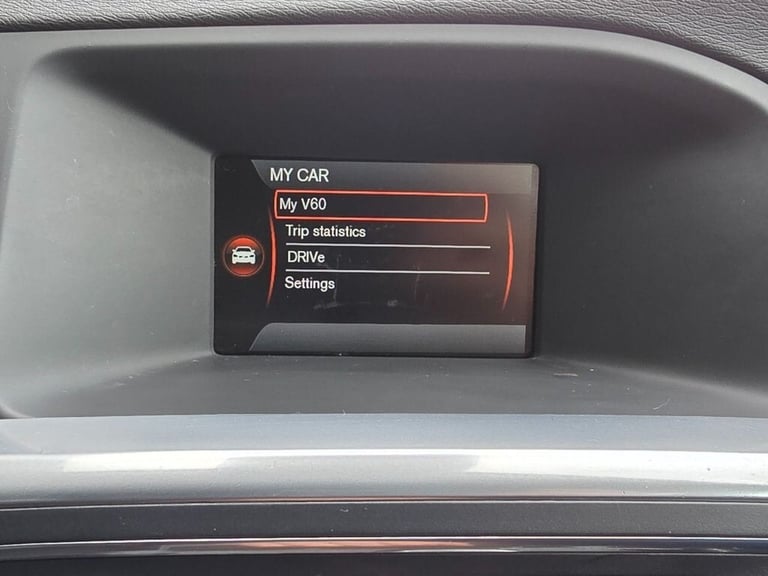 MY CAR
My V60
Trip statistics
DRIVe
Settings